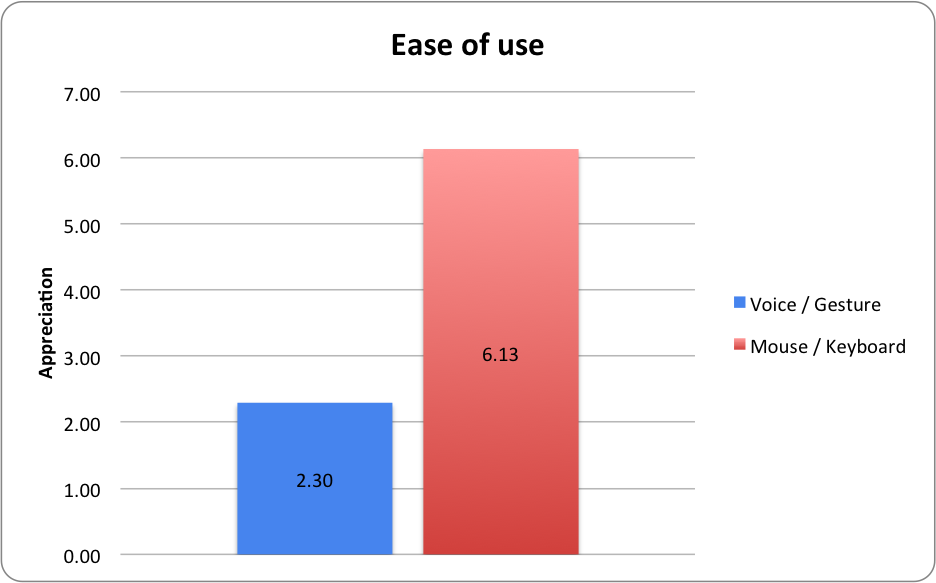 Ease of use
7.00
6.00
5.00
4.00
3.00
2.00
1.00
0.00
Appreciation
2.30
6.13
Voice / Gesture
Mouse / Keyboard